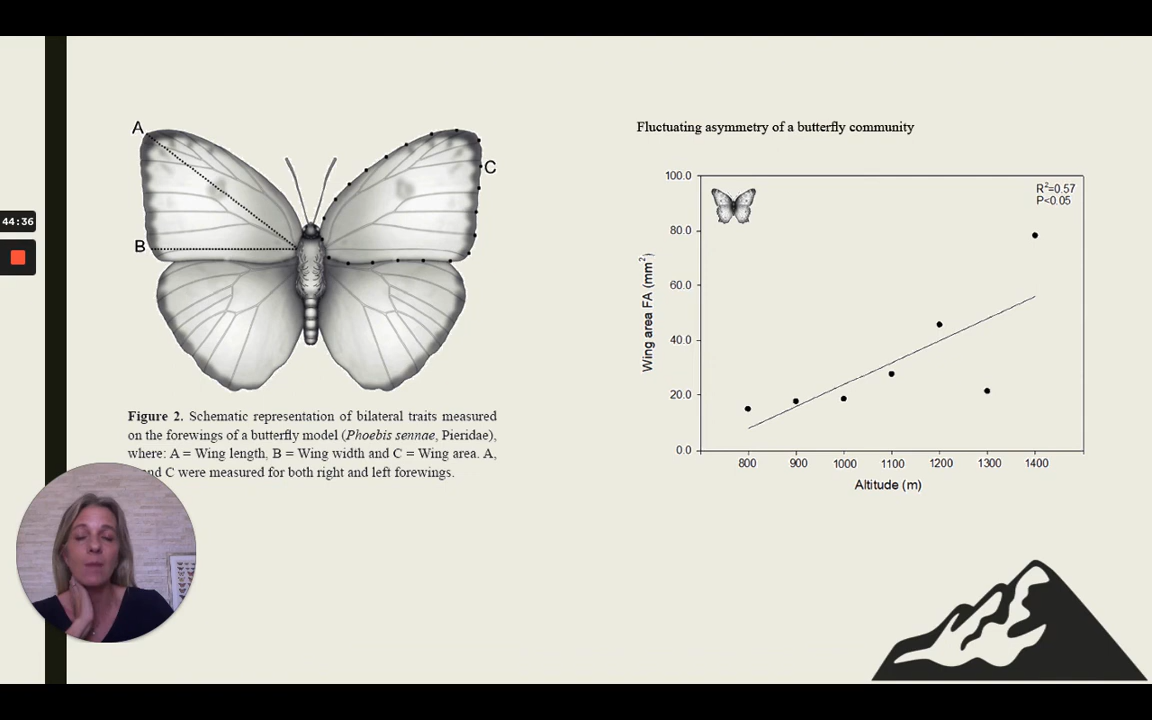 A
B
C
44:36
Figure 2. Schematic representation of bilateral traits measured
on the forewings of a butterfly model (Phoebis sennae, Pieridae),
where: A = Wing length, B = Wing width and C = Wing area. A,
and C were measured for both right and left forewings.
Fluctuating asymmetry of a butterfly community
R²=0.57
P<0.05
Wing area FA (mm²)
100.0
80.0
60.0
40.0
20.0
0.0
800 900 1000 1100 1200 1300 1400
Altitude (m)